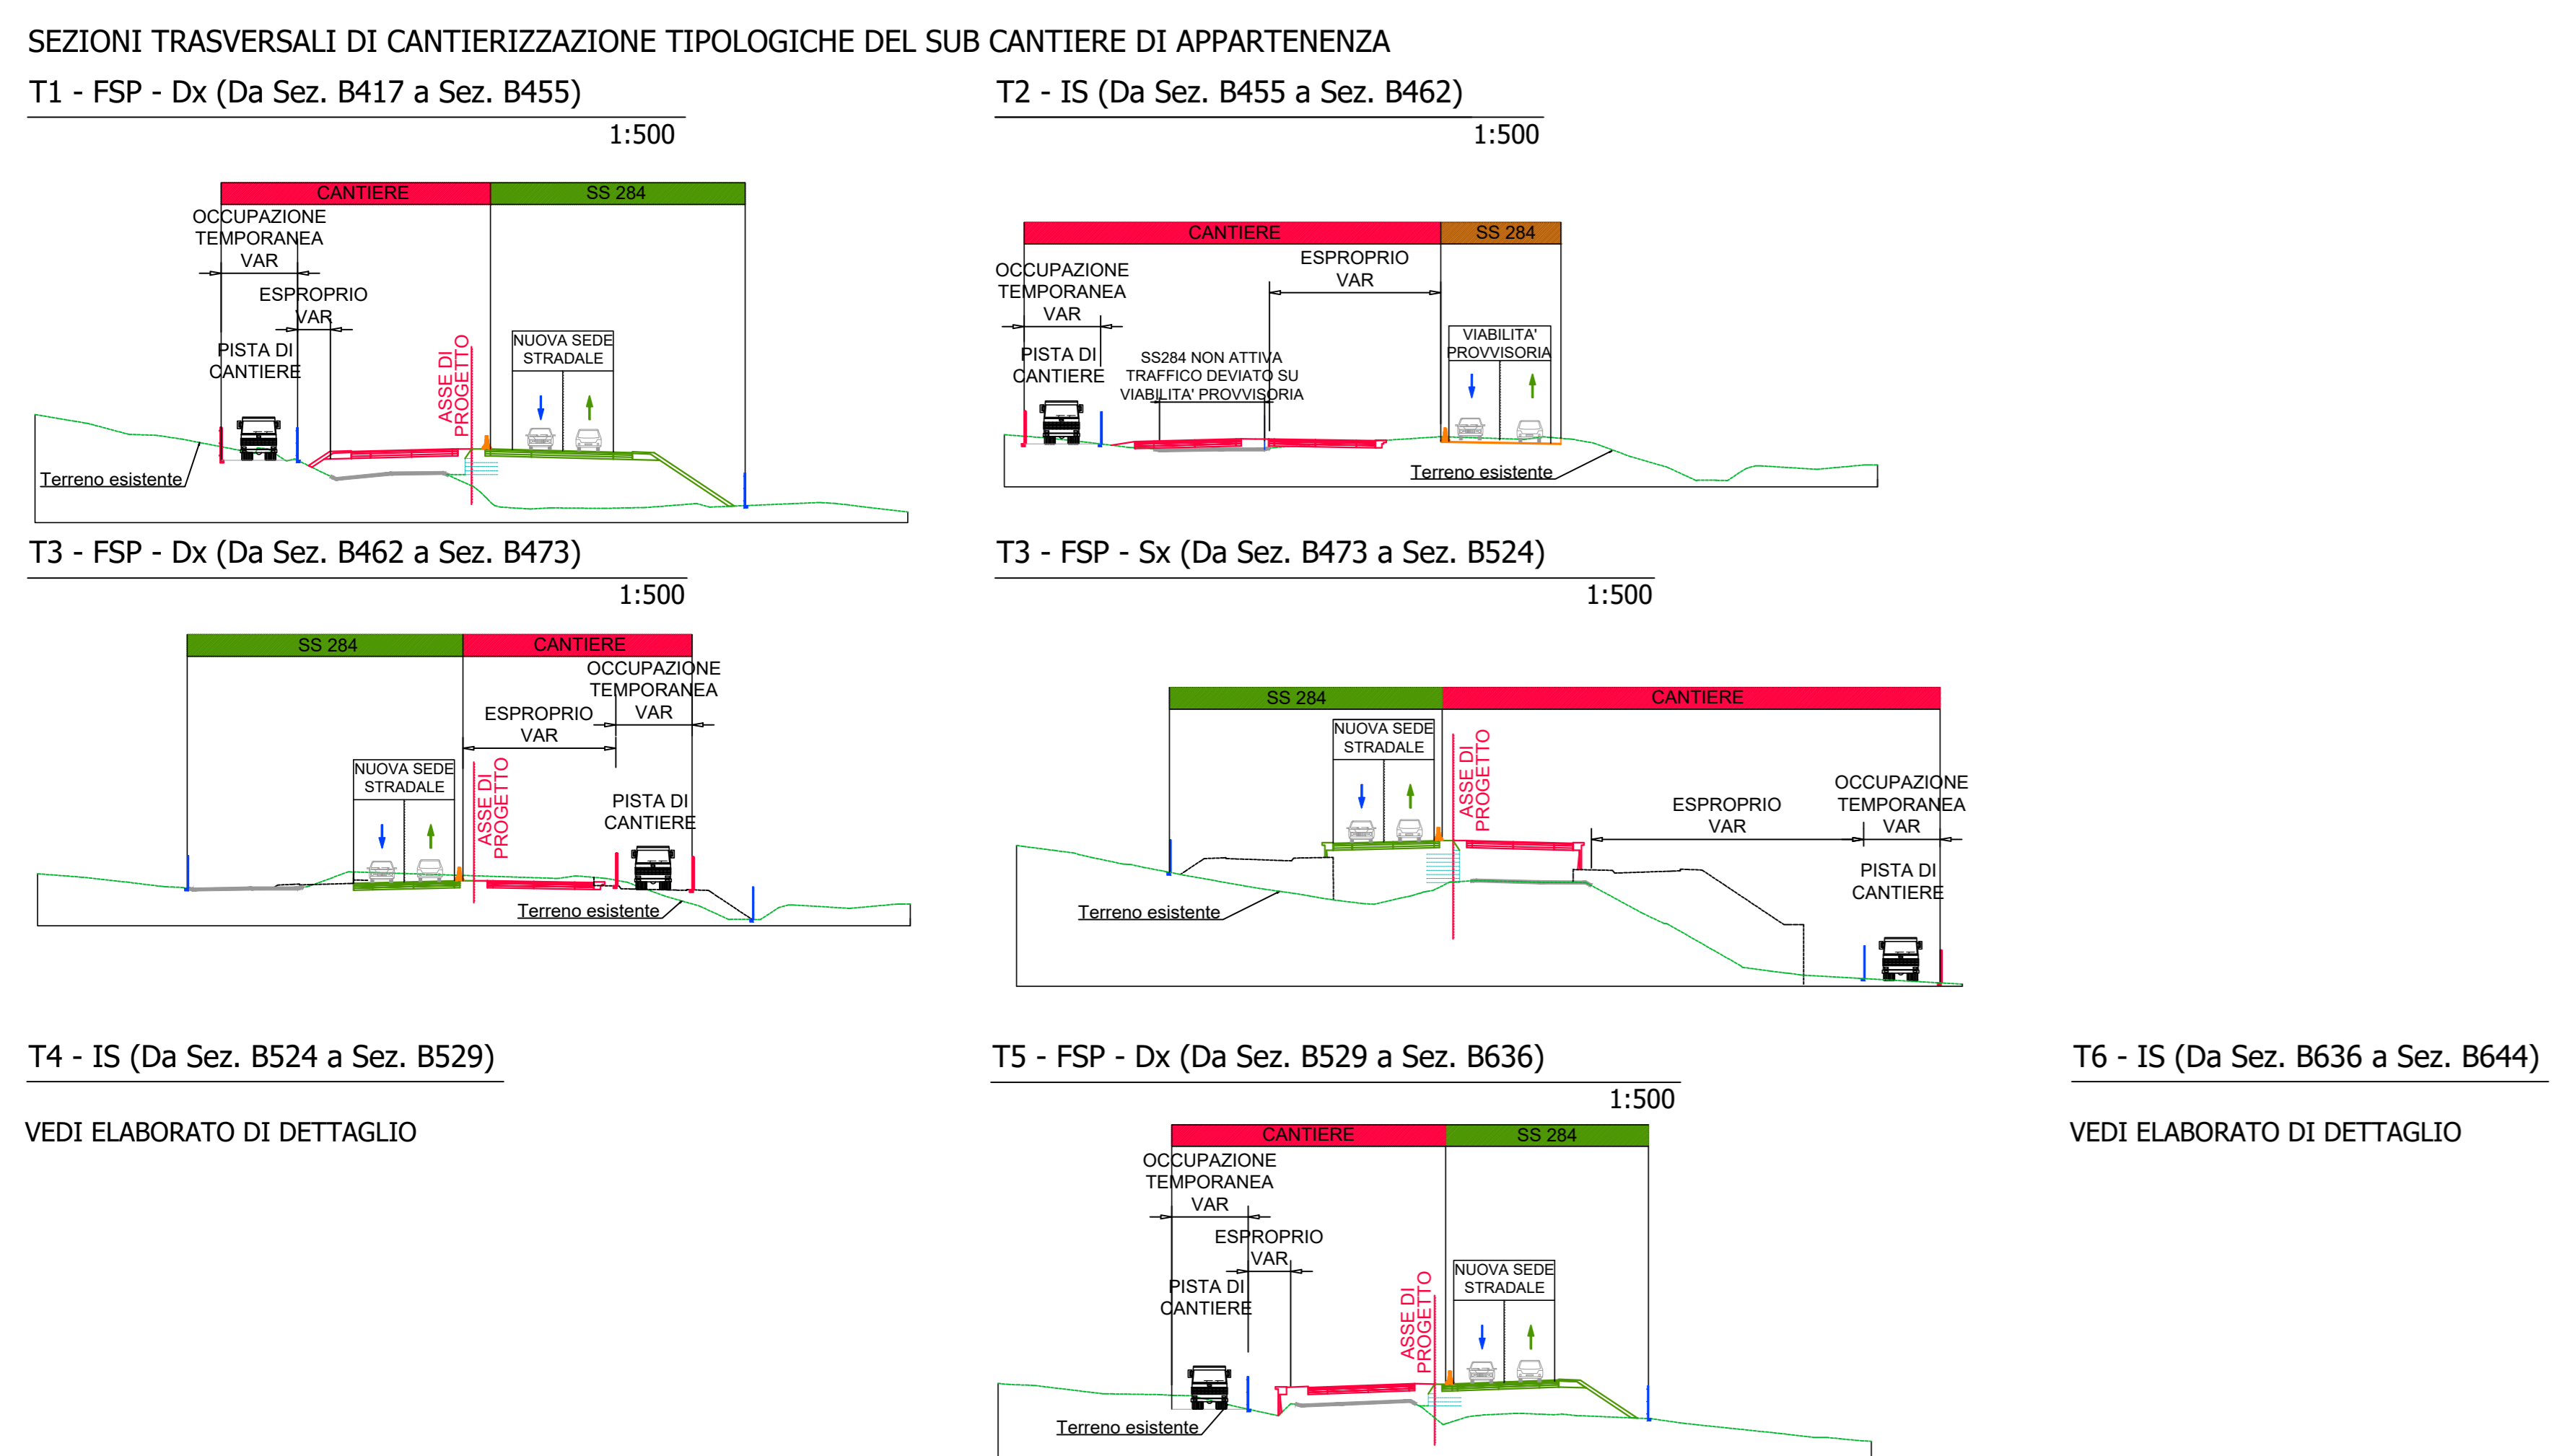 SEZIONI TRASVERSALI DI CANTIERIZZAZIONE TIPOLOGICHE DEL SUB CANTIERE DI APPARTENENZA
T1 - FSP - Dx (Da Sez. B417 a Sez. B455)
1:500
CANTIERE
SS 284
OCCUPAZIONE
TEMPORANEA
VAR
ESPROPRIO
VAR
PISTA DI
CANTIERE
ASSE DI
PROGETTO
NUOVA SEDE
STRADALE
Terreno esistente
T2 - IS (Da Sez. B455 a Sez. B462)
1:500
CANTIERE
SS 284
ESPROPRIO
VAR
OCCUPAZIONE
TEMPORANEA
VAR
PISTA DI
CANTIERE
SS284 NON ATTIVA
TRAFFICO DEVIATO SU
VIABILITA' PROVVISORIA
VIABILITA'
PROVVISORIA
Terreno esistente
T3 - FSP - Dx (Da Sez. B462 a Sez. B473)
1:500
SS 284
CANTIERE
OCCUPAZIONE
TEMPORANEA
VAR
ESPROPRIO
VAR
NUOVA SEDE
STRADALE
ASSE DI
PROGETTO
PISTA DI
CANTIERE
Terreno esistente
T3 - FSP - Sx (Da Sez. B473 a Sez. B524)
1:500
SS 284
CANTIERE
NUOVA SEDE
STRADALE
ASSE DI
PROGETTO
ESPROPRIO
VAR
OCCUPAZIONE
TEMPORANEA
VAR
PISTA DI
CANTIERE
Terreno esistente
T4 - IS (Da Sez. B524 a Sez. B529)
VEDI ELABORATO DI DETTAGLIO
T5 - FSP - Dx (Da Sez. B529 a Sez. B636)
1:500
CANTIERE
SS 284
OCCUPAZIONE
TEMPORANEA
VAR
ESPROPRIO
VAR
PISTA DI
CANTIERE
ASSE DI
PROGETTO
NUOVA SEDE
STRADALE
Terreno esistente
T6 - IS (Da Sez. B636 a Sez. B644)
VEDI ELABORATO DI DETTAGLIO